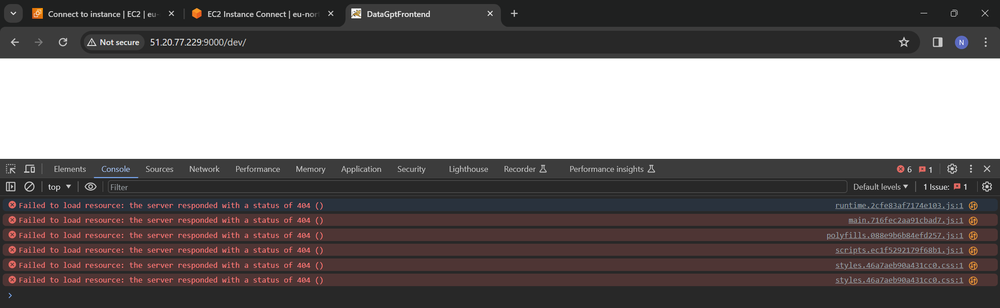 Connect to instance | EC2 | eu-
EC2 Instance Connect | eu-nort
DataGptFrontend
Not secure
51.20.77.229:9000/dev/
N
Elements Console Sources Network Performance Memory Application Security Lighthouse Recorder Performance insights 6 1
top Filter Default levels 1 Issue: 1
Failed to load resource: the server responded with a status of 404 () runtime.2cfe83af7174e103.js:1
Failed to load resource: the server responded with a status of 404 () main.716fec2aa91cbad7.js:1
Failed to load resource: the server responded with a status of 404 () polyfills.088e9b6b84efd257.js:1
Failed to load resource: the server responded with a status of 404 () scripts.ec1f5292179f68b1.js:1
Failed to load resource: the server responded with a status of 404 () styles.46a7aeb90a431cc0.css:1
Failed to load resource: the server responded with a status of 404 () styles.46a7aeb90a431cc0.css:1